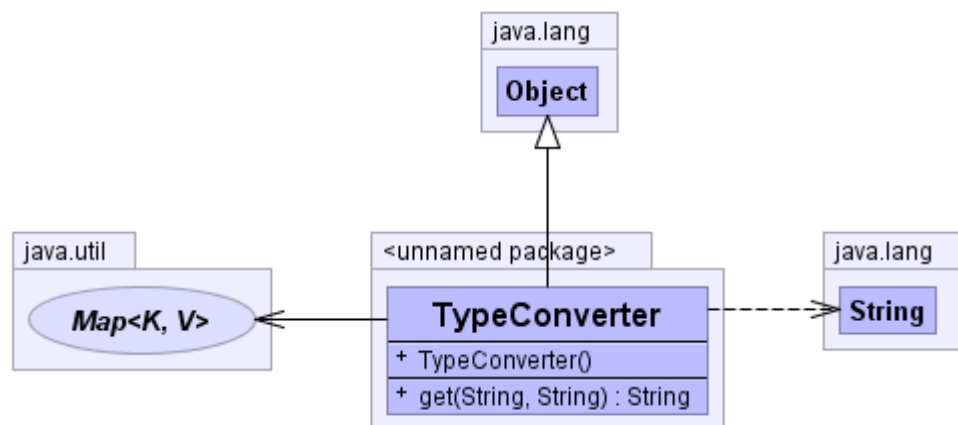 java.lang
Object
java.util
Map<K, V>
<unnamed package>
TypeConverter
+ TypeConverter()
+ get(String, String) : String
java.lang
String